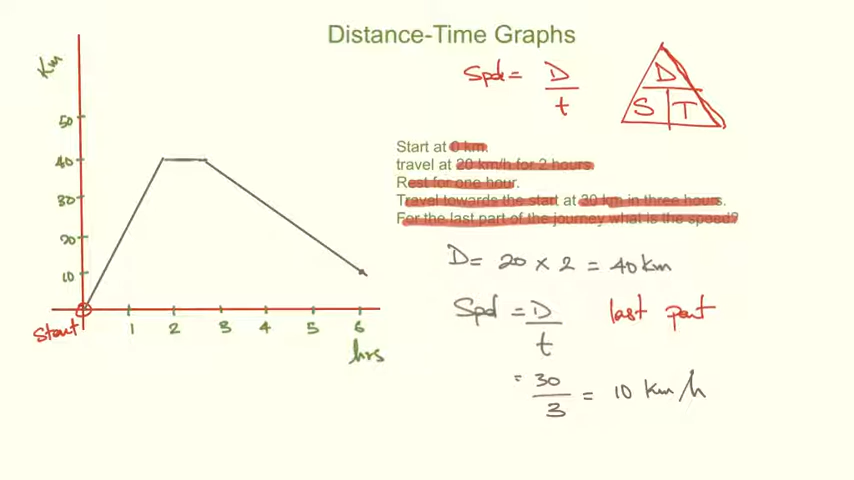 Distance-Time Graphs
Spd = D
t
D
S T
Start at 0 km.
travel at 20 km/h for 2 hours.
Rest for one hour.
Travel towards the start at 30 km in three hours.
For the last part of the journey what is the speed?
D = 20 × 2 = 40 km
Spd = D
t
last part
= 30
3
= 10 km/h
Km
50
40
30
20
10
Start
1 2 3 4 5 6
hrs